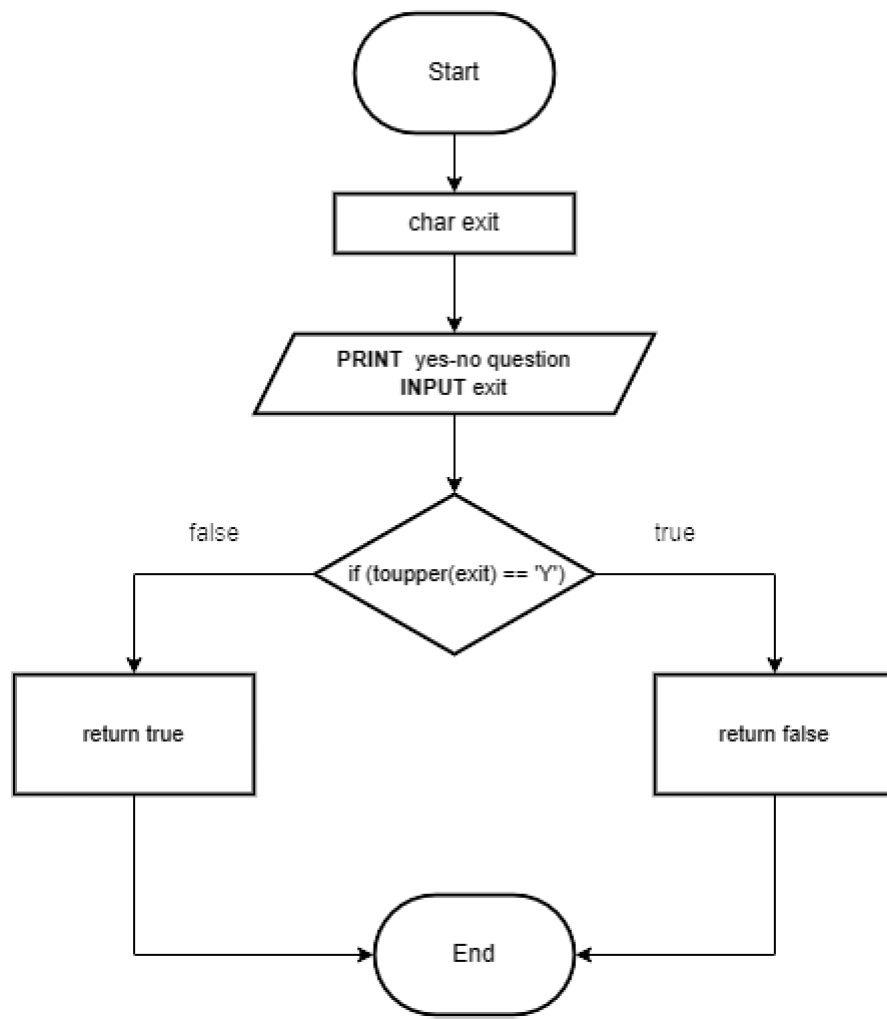 Start
char exit
PRINT yes-no question
INPUT exit
false
true
if (toupper(exit) == 'Y')
return true
return false
End